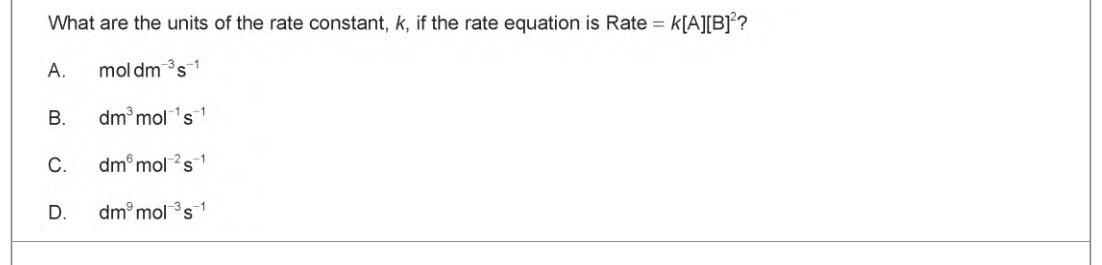 What are the units of the rate constant, k, if the rate equation is Rate = k[A][B]²?
A. mol dm⁻³ s⁻¹
B. dm³ mol⁻¹ s⁻¹
C. dm⁶ mol⁻² s⁻¹
D. dm⁹ mol⁻³ s⁻¹